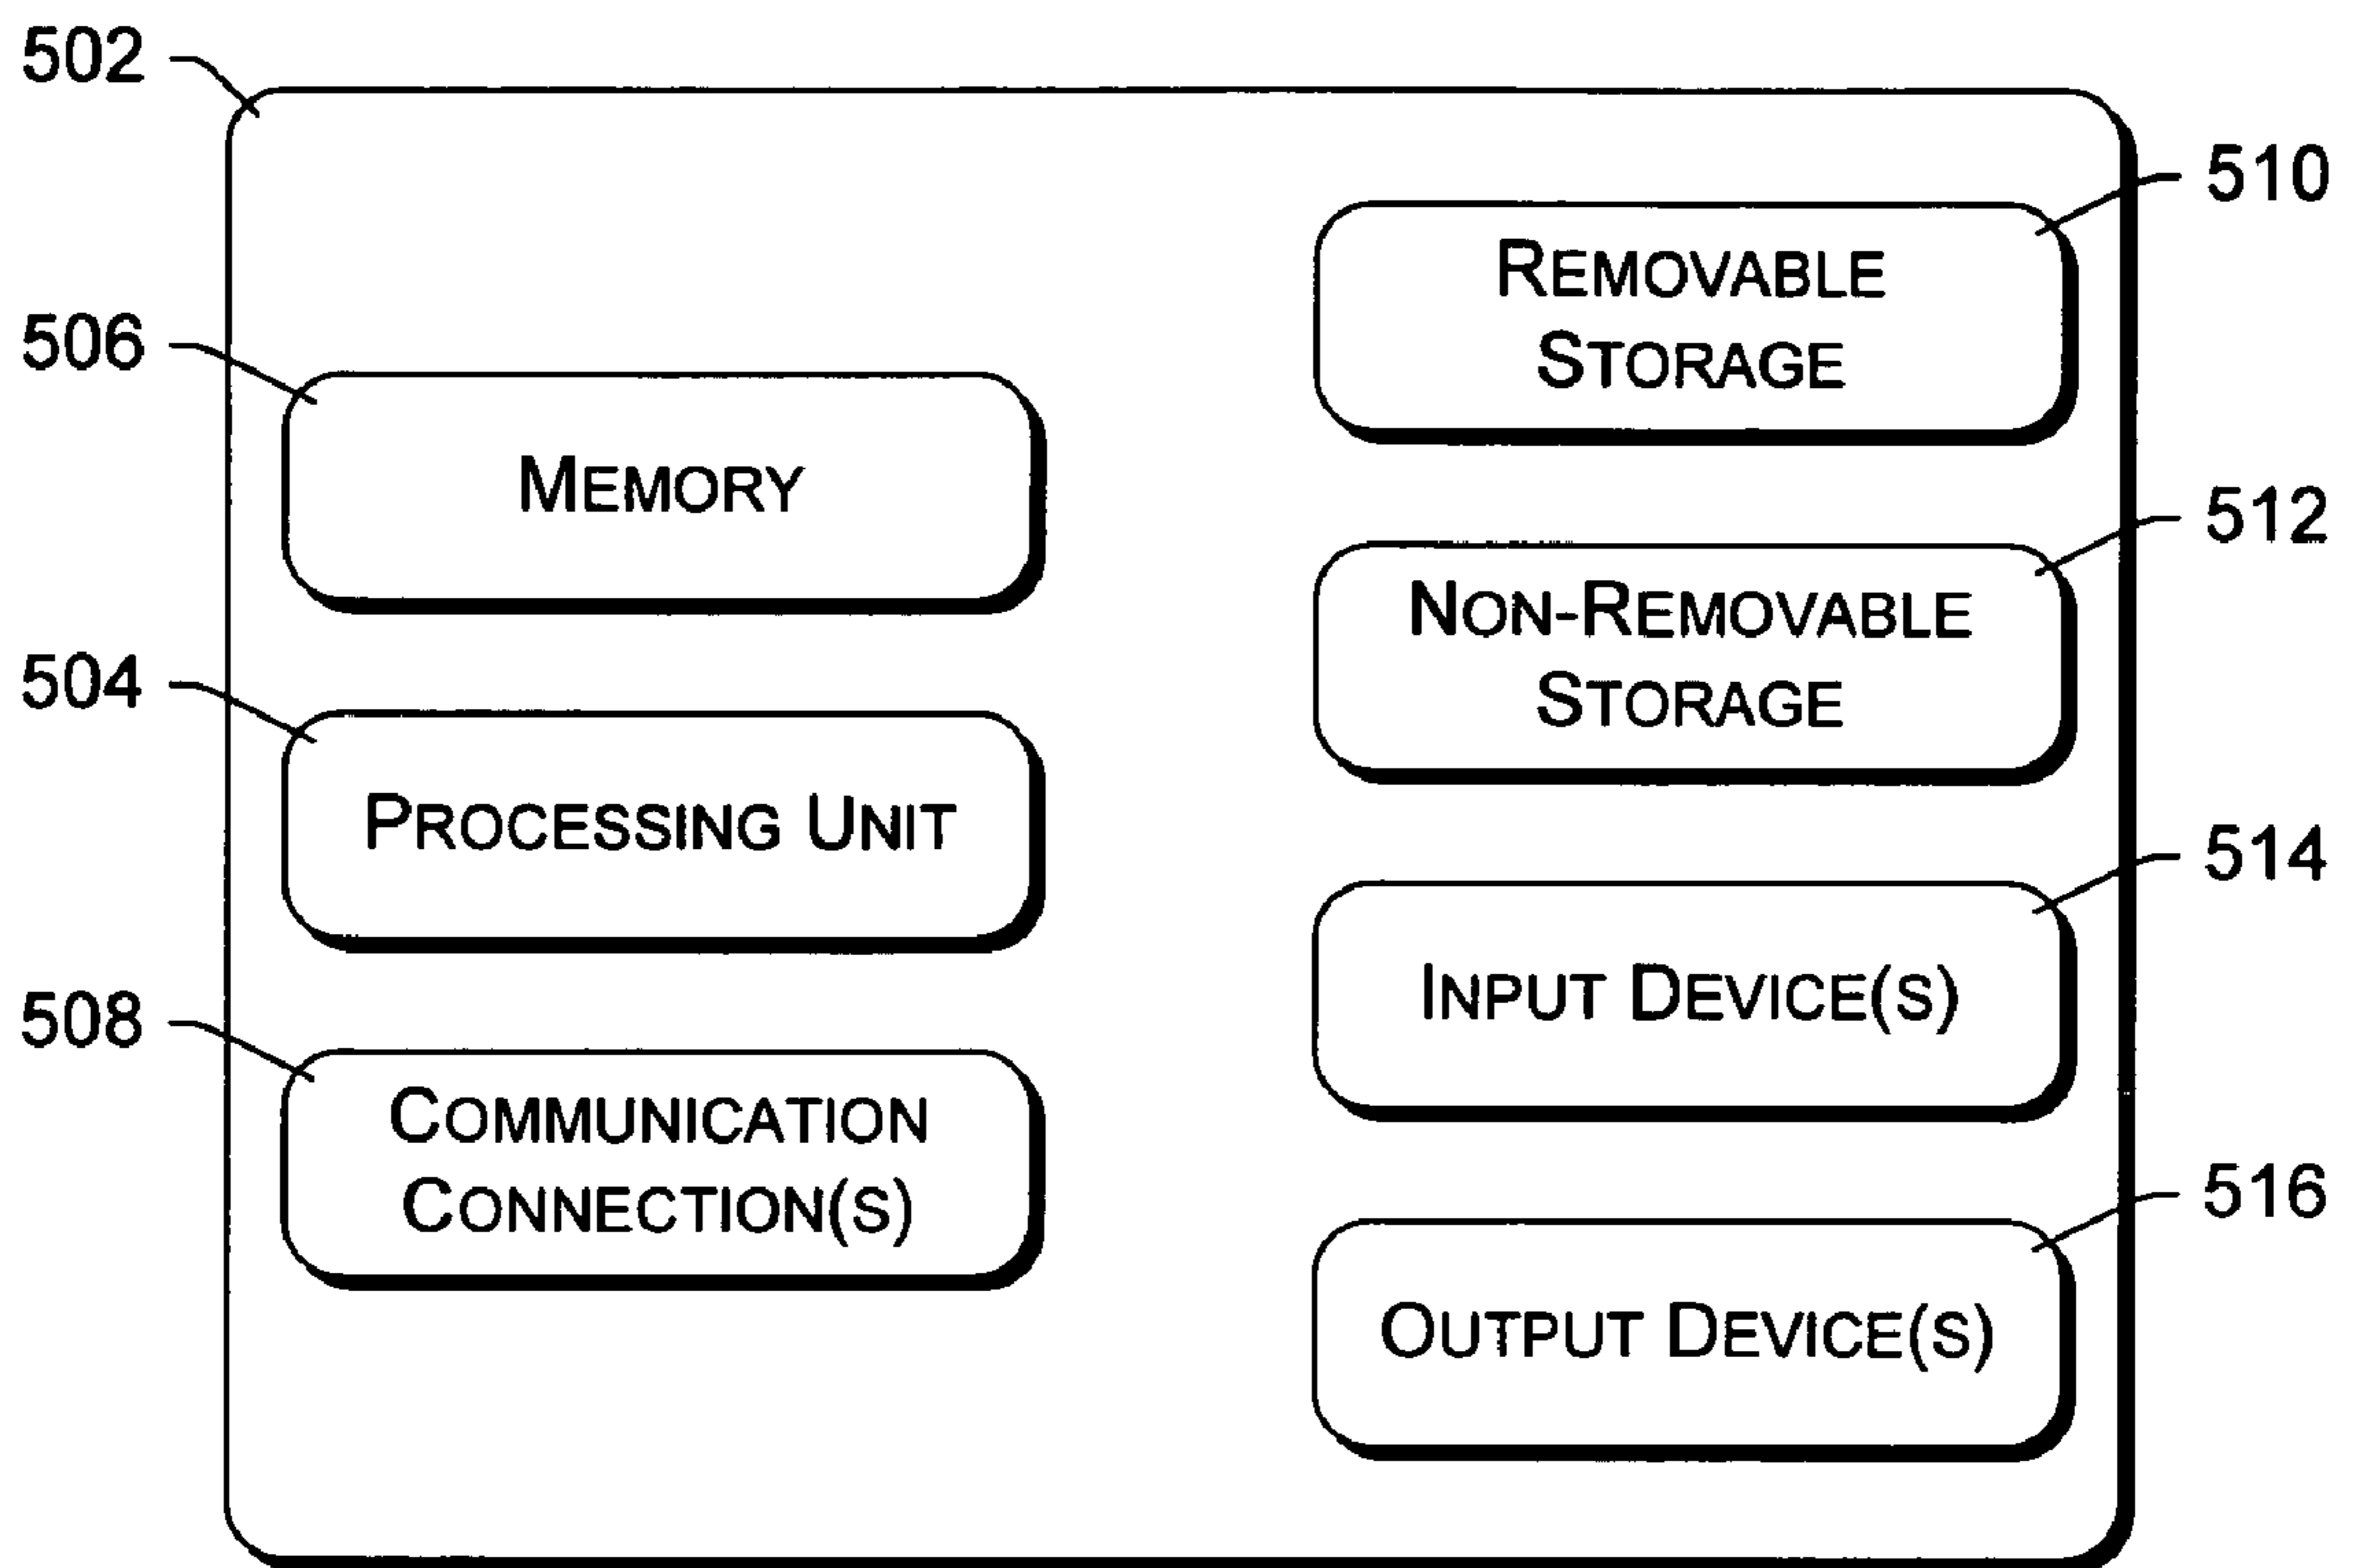 502
510
REMOVABLE
STORAGE
506
MEMORY
512
NON-REMOVABLE
STORAGE
504
PROCESSING UNIT
514
INPUT DEVICE(S)
508
COMMUNICATION
CONNECTION(S)
516
OUTPUT DEVICE(S)